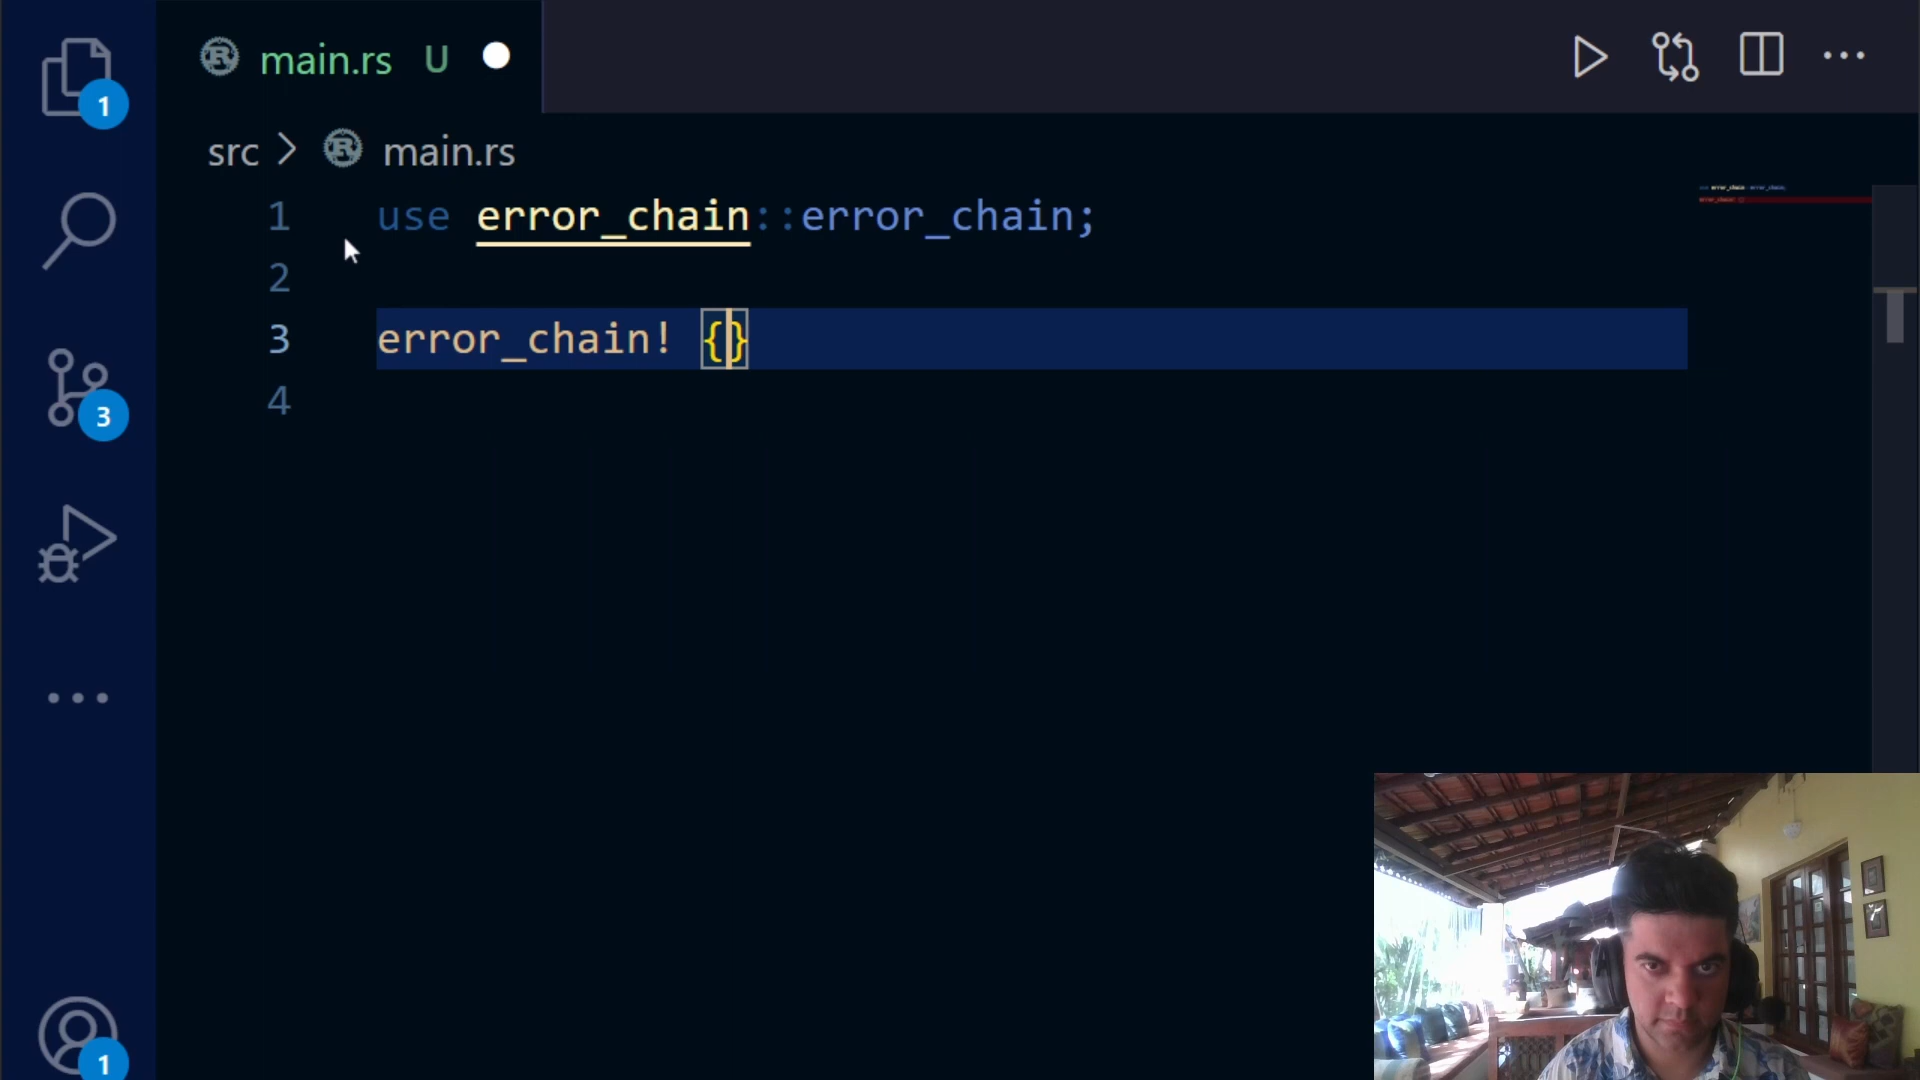 main.rs U
src > main.rs
1 use error_chain::error_chain;
2
3 error_chain! {}
4
1
3
1